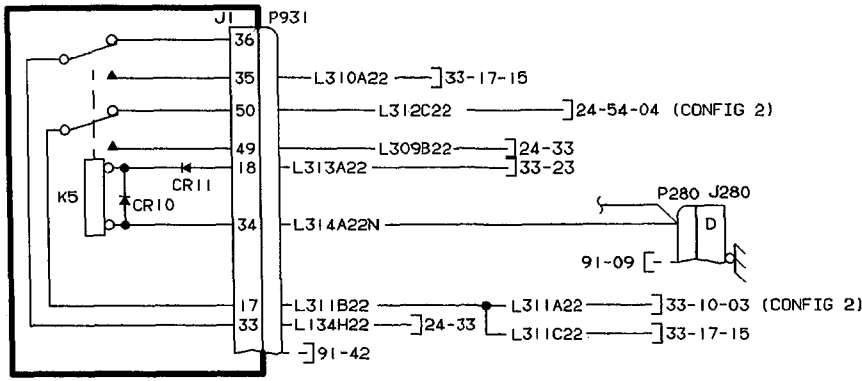 J1 P931
36
35 L310A22 33-17-15
50 L312C22 24-54-04 (CONFIG 2)
49 L309B22 24-33
18 L313A22 33-23
CR11
K5 CR10
P280 J280
34 L314A22N D
91-09
17 L311B22 L311A22 33-10-03 (CONFIG 2)
33 L134H22 24-33 L311C22 33-17-15
91-42